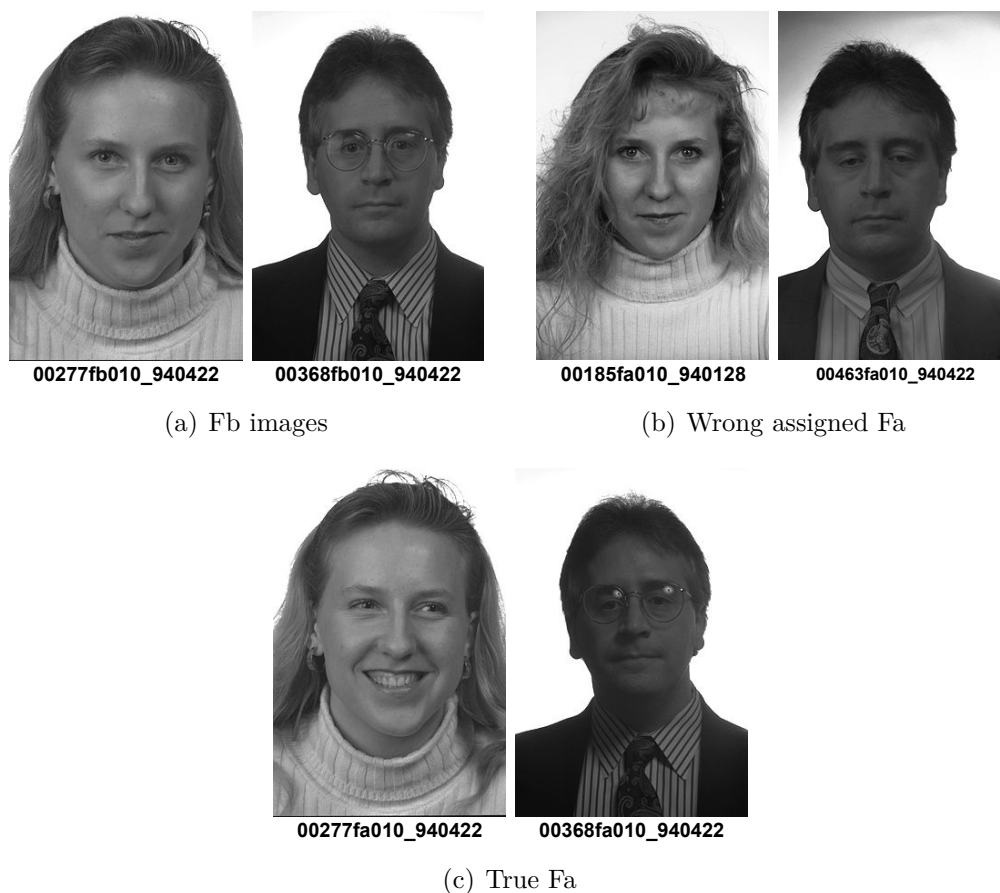 00277fb010_940422
00368fb010_940422
00185fa010_940128
00463fa010_940422
(a) Fb images
(b) Wrong assigned Fa
00277fa010_940422
00368fa010_940422
(c) True Fa